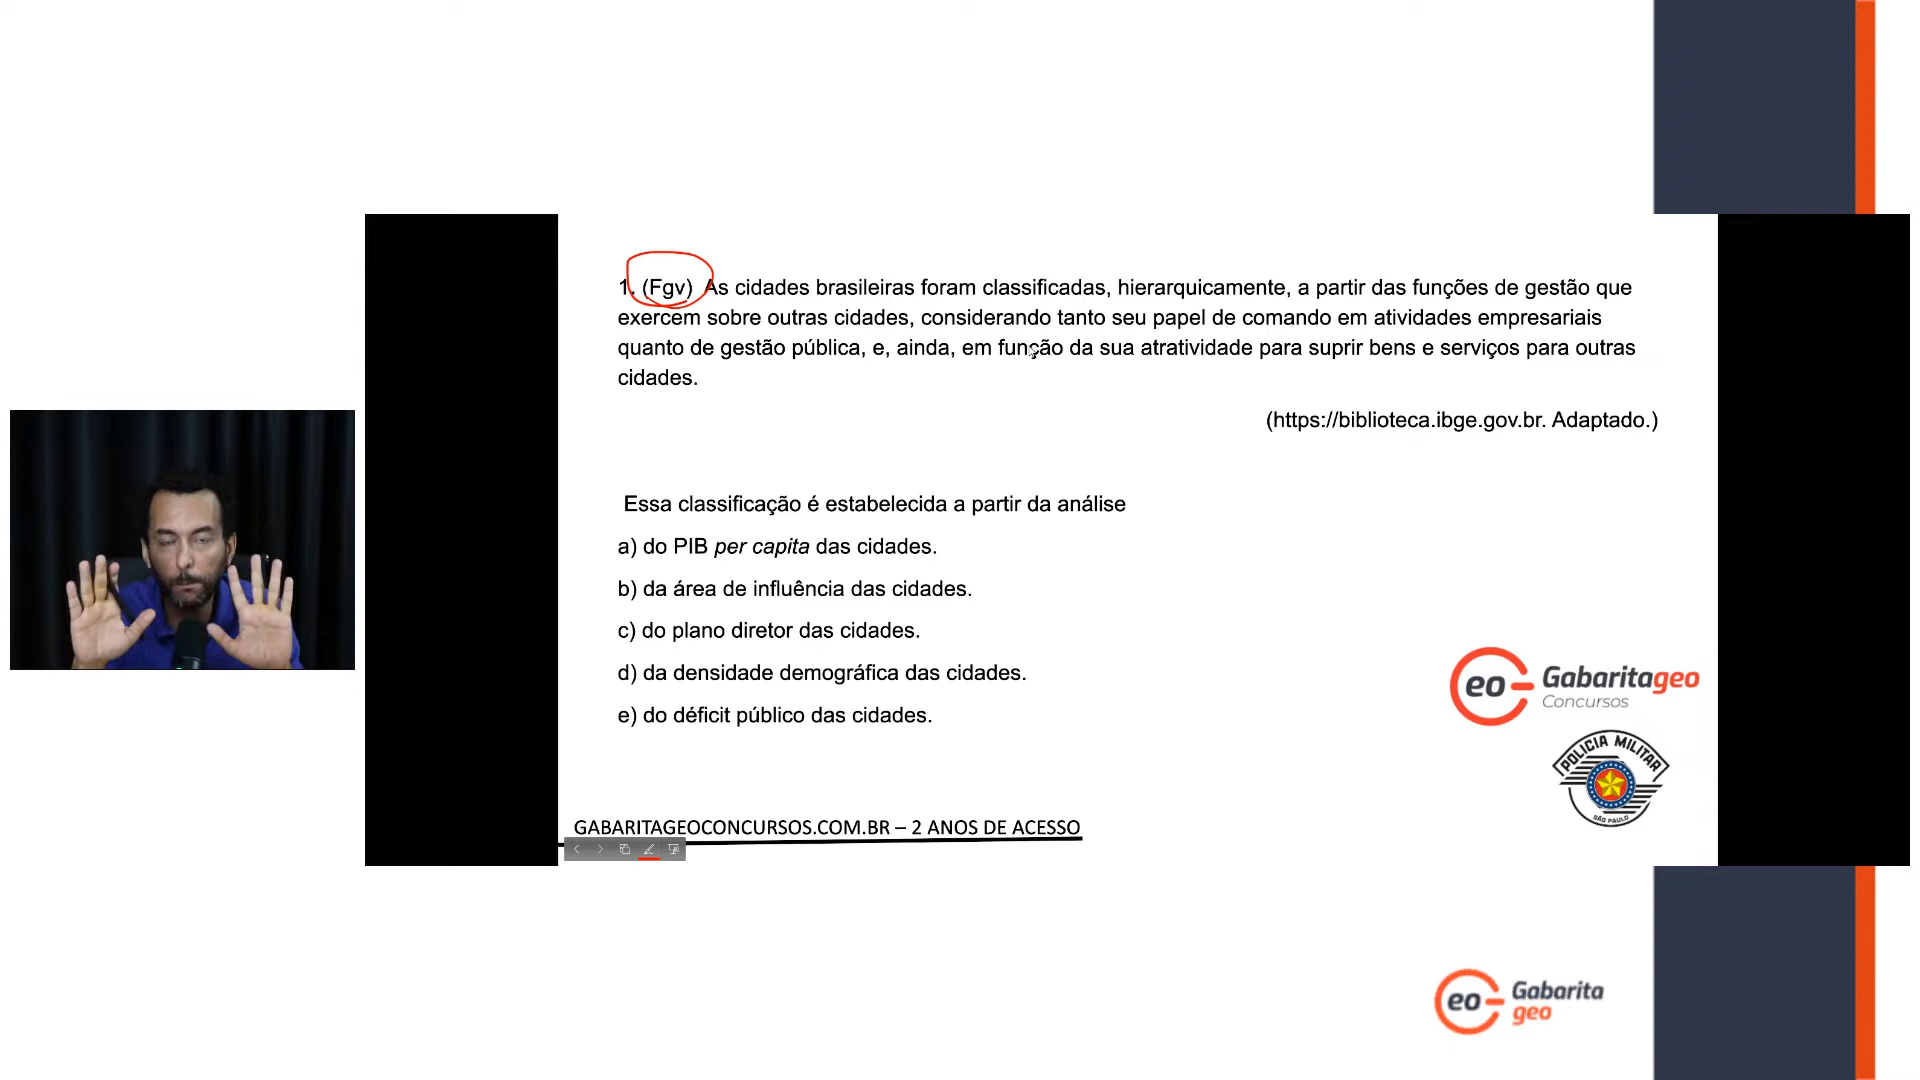 1. (Fgv) As cidades brasileiras foram classificadas, hierarquicamente, a partir das funções de gestão que
exercem sobre outras cidades, considerando tanto seu papel de comando em atividades empresariais
quanto de gestão pública, e, ainda, em função da sua atratividade para suprir bens e serviços para outras
cidades.
(https://biblioteca.ibge.gov.br. Adaptado.)
Essa classificação é estabelecida a partir da análise
a) do PIB per capita das cidades.
b) da área de influência das cidades.
c) do plano diretor das cidades.
d) da densidade demográfica das cidades.
e) do déficit público das cidades.
eo Gabaritageo
Concursos
POLICIA MILITAR
SÃO PAULO
GABARITAGEOCONCURSOS.COM.BR – 2 ANOS DE ACESSO
eo Gabarita
geo